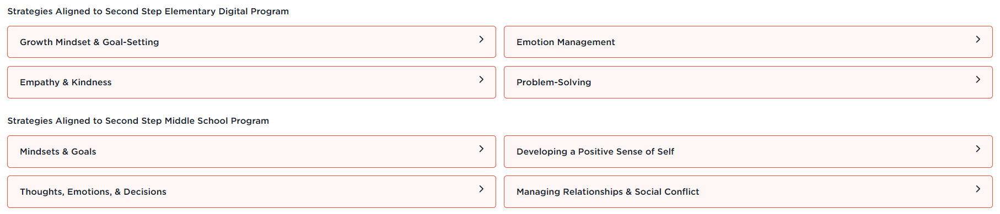 Strategies Aligned to Second Step Elementary Digital Program
Growth Mindset & Goal-Setting
Emotion Management
Empathy & Kindness
Problem-Solving
Strategies Aligned to Second Step Middle School Program
Mindsets & Goals
Developing a Positive Sense of Self
Thoughts, Emotions, & Decisions
Managing Relationships & Social Conflict